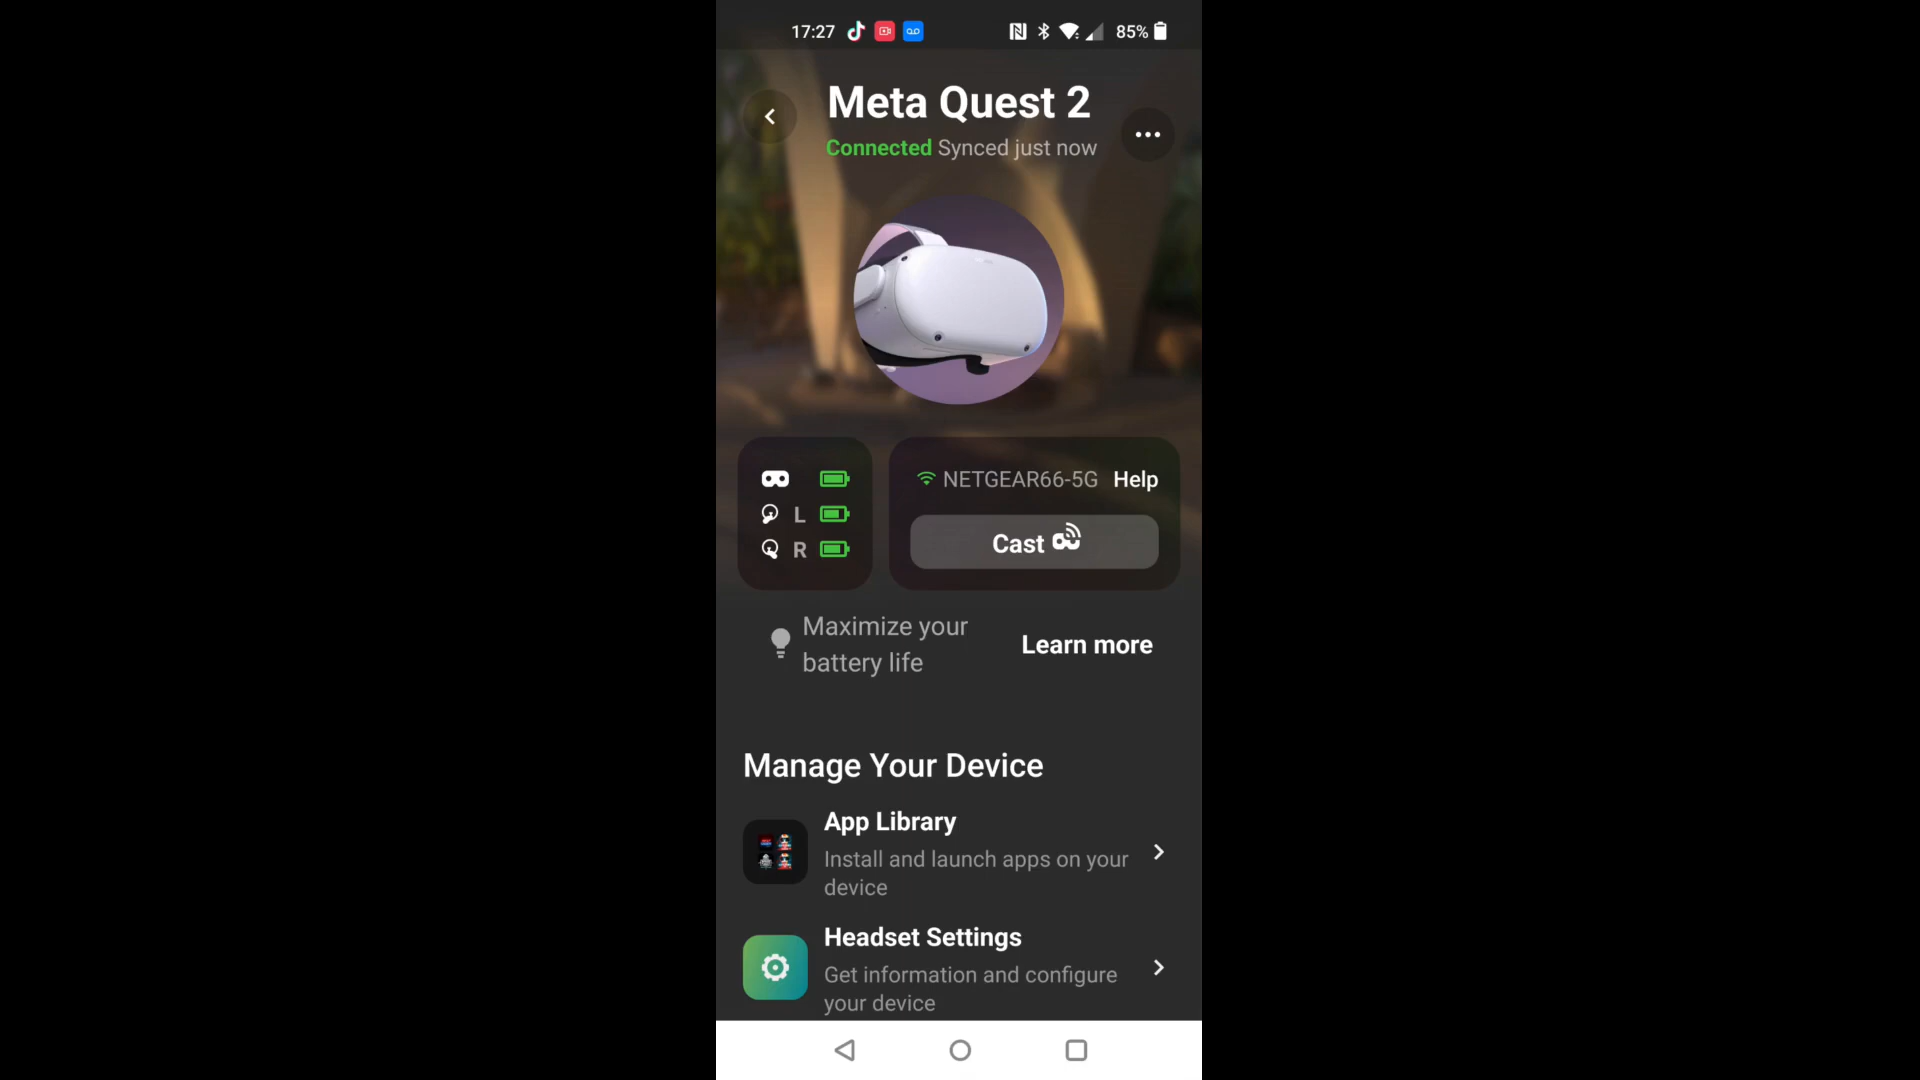 17:27
85%
Meta Quest 2
Connected Synced just now
NETGEAR66-5G Help
L
R
Cast
Maximize your
battery life
Learn more
Manage Your Device
App Library
Install and launch apps on your
device
Headset Settings
Get information and configure
your device